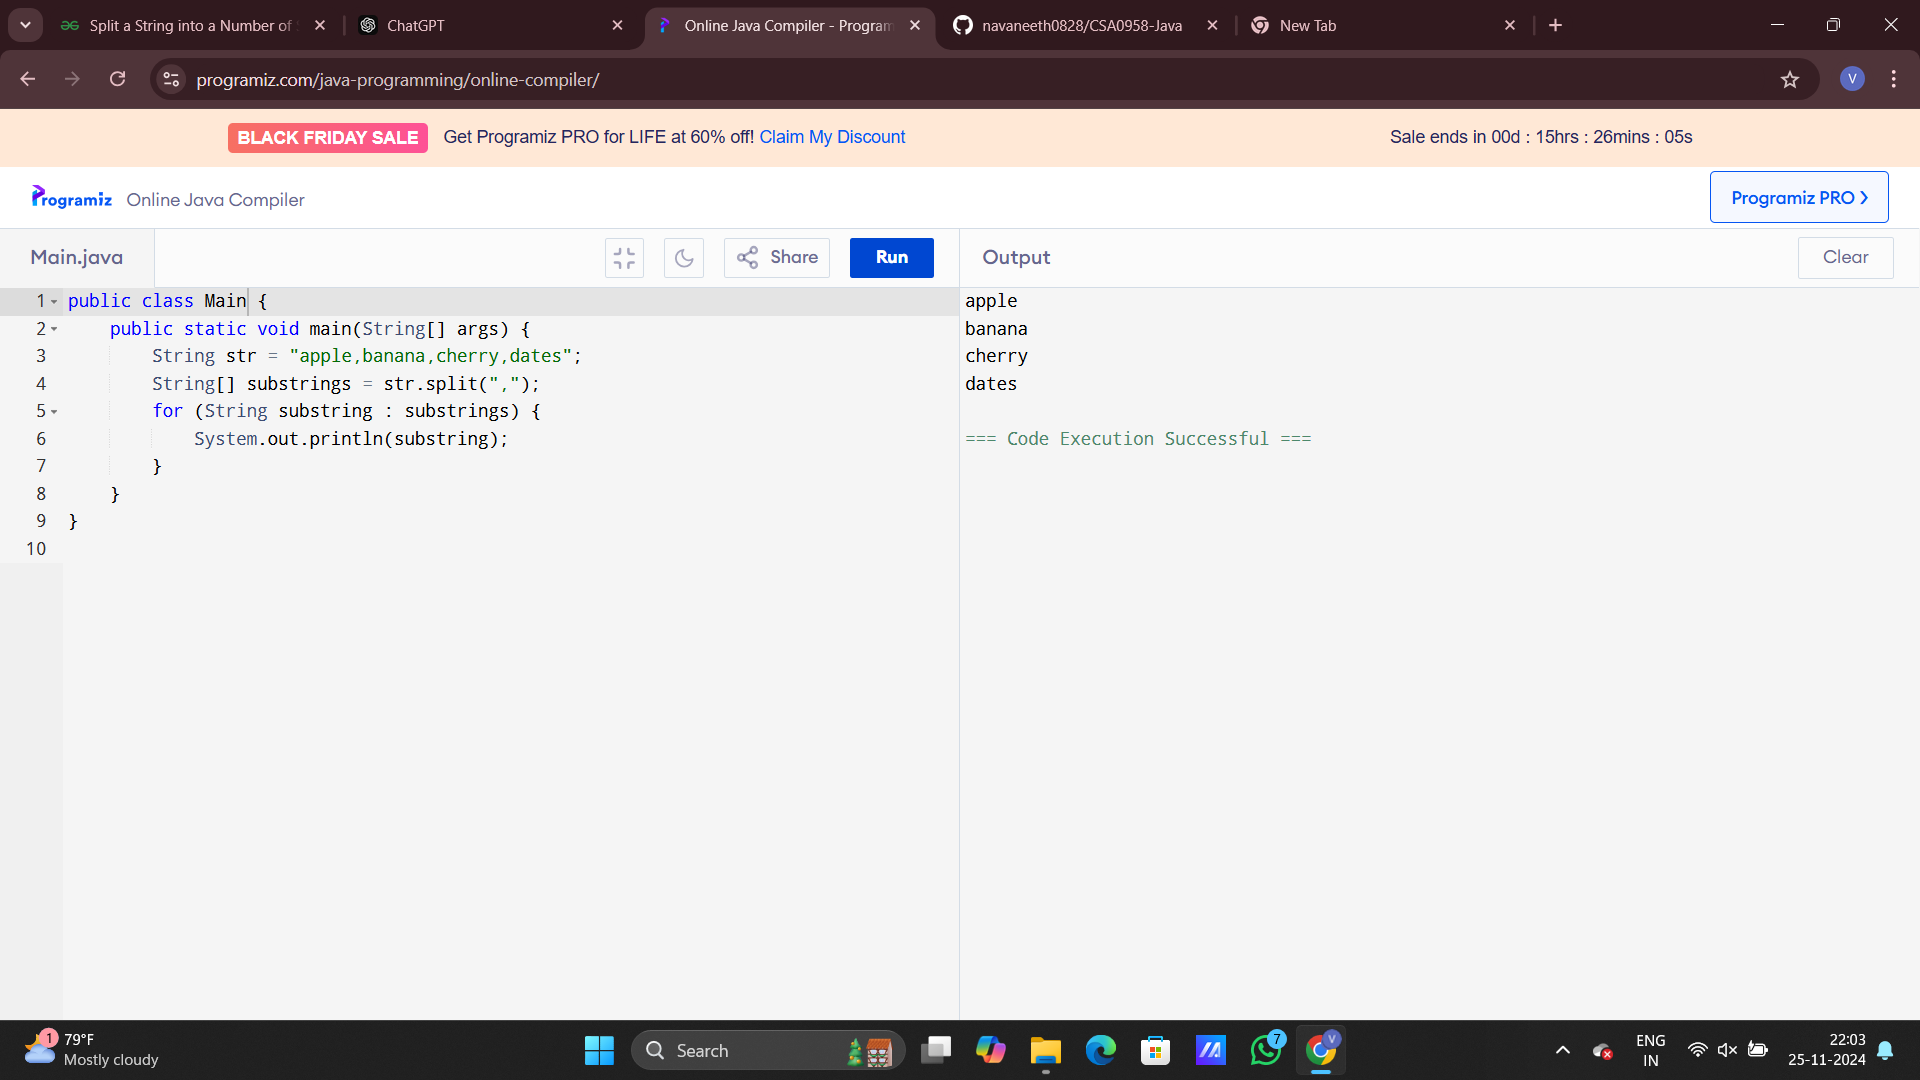 Split a String into a Number of
ChatGPT
Online Java Compiler - Program
navaneeth0828/CSA0958-Java
New Tab
programiz.com/java-programming/online-compiler/
V
BLACK FRIDAY SALE Get Programiz PRO for LIFE at 60% off! Claim My Discount
Sale ends in 00d : 15hrs : 26mins : 05s
Programiz Online Java Compiler
Programiz PRO
Main.java
Share
Run
Output
Clear
1 public class Main {
2 public static void main(String[] args) {
3 String str = "apple,banana,cherry,dates";
4 String[] substrings = str.split(",");
5 for (String substring : substrings) {
6 System.out.println(substring);
7 }
8 }
9 }
10
apple
banana
cherry
dates
=== Code Execution Successful ===
1
79°F
Mostly cloudy
Search
7
V
ENG
IN
22:03
25-11-2024